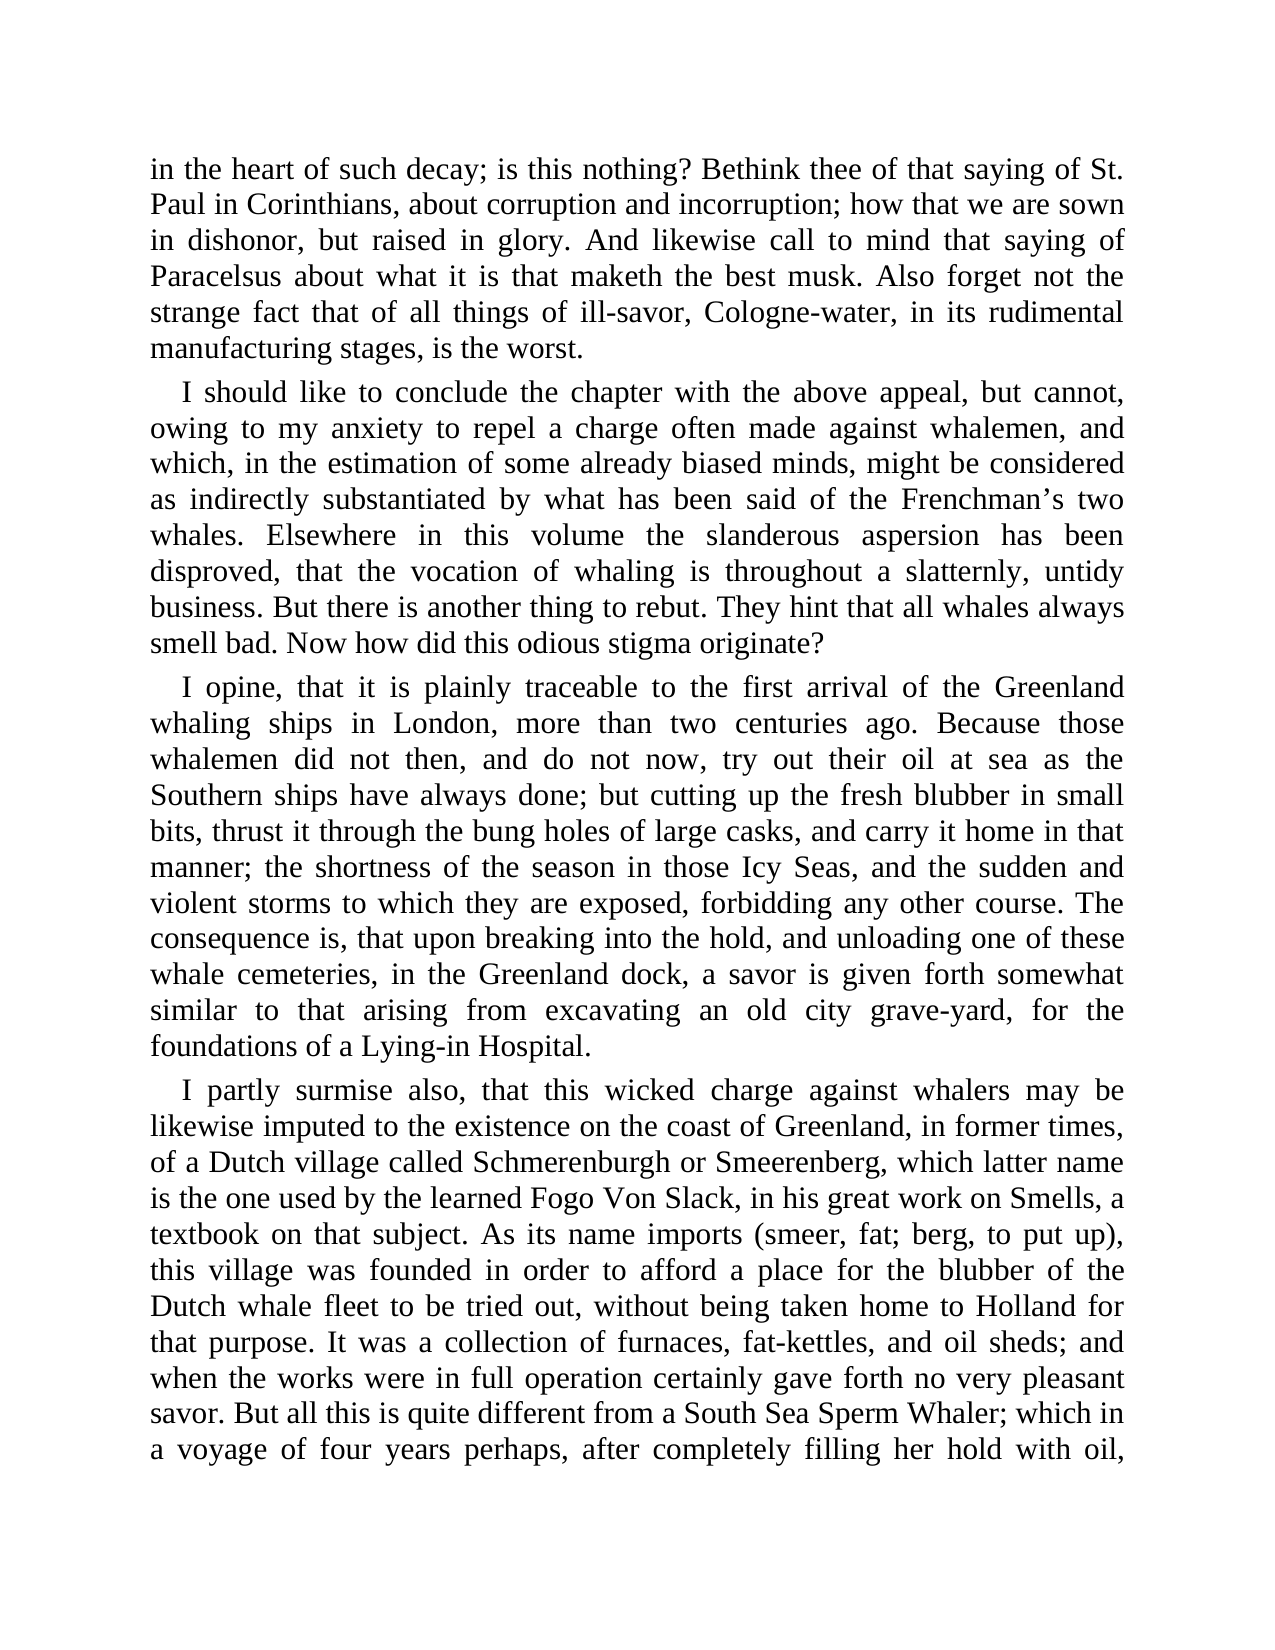 in the heart of such decay; is this nothing? Bethink thee of that saying of St.
Paul in Corinthians, about corruption and incorruption; how that we are sown
in dishonor, but raised in glory. And likewise call to mind that saying of
Paracelsus about what it is that maketh the best musk. Also forget not the
strange fact that of all things of ill-savor, Cologne-water, in its rudimental
manufacturing stages, is the worst.
I should like to conclude the chapter with the above appeal, but cannot,
owing to my anxiety to repel a charge often made against whalemen, and
which, in the estimation of some already biased minds, might be considered
as indirectly substantiated by what has been said of the Frenchman’s two
whales. Elsewhere in this volume the slanderous aspersion has been
disproved, that the vocation of whaling is throughout a slatternly, untidy
business. But there is another thing to rebut. They hint that all whales always
smell bad. Now how did this odious stigma originate?
I opine, that it is plainly traceable to the first arrival of the Greenland
whaling ships in London, more than two centuries ago. Because those
whalemen did not then, and do not now, try out their oil at sea as the
Southern ships have always done; but cutting up the fresh blubber in small
bits, thrust it through the bung holes of large casks, and carry it home in that
manner; the shortness of the season in those Icy Seas, and the sudden and
violent storms to which they are exposed, forbidding any other course. The
consequence is, that upon breaking into the hold, and unloading one of these
whale cemeteries, in the Greenland dock, a savor is given forth somewhat
similar to that arising from excavating an old city grave-yard, for the
foundations of a Lying-in Hospital.
I partly surmise also, that this wicked charge against whalers may be
likewise imputed to the existence on the coast of Greenland, in former times,
of a Dutch village called Schmerenburgh or Smeerenberg, which latter name
is the one used by the learned Fogo Von Slack, in his great work on Smells, a
textbook on that subject. As its name imports (smeer, fat; berg, to put up),
this village was founded in order to afford a place for the blubber of the
Dutch whale fleet to be tried out, without being taken home to Holland for
that purpose. It was a collection of furnaces, fat-kettles, and oil sheds; and
when the works were in full operation certainly gave forth no very pleasant
savor. But all this is quite different from a South Sea Sperm Whaler; which in
a voyage of four years perhaps, after completely filling her hold with oil,